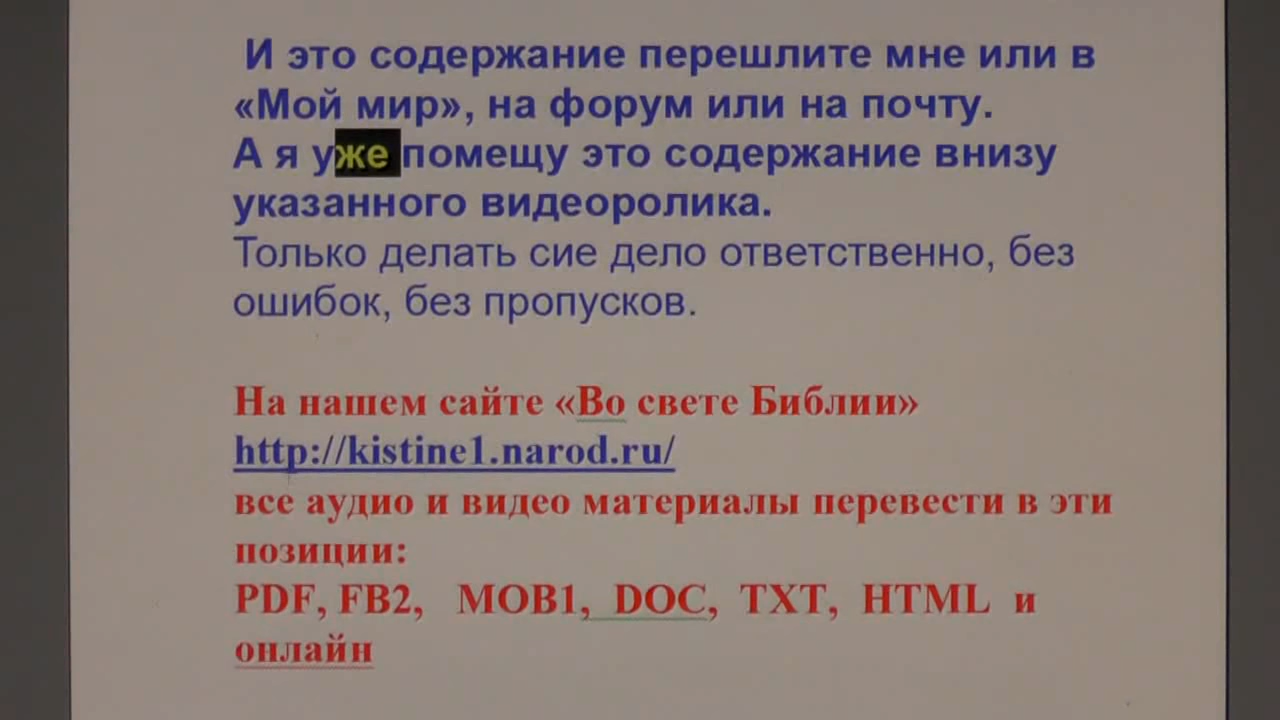 И это содержание перешлите мне или в
«Мой мир», на форум или на почту.
А я уже помещу это содержание внизу
указанного видеоролика.
Только делать сие дело ответственно, без
ошибок, без пропусков.
На нашем сайте «Во свете Библии»
http://kistine1.narod.ru/
все аудио и видео материалы перевести в эти
позиции:
PDF, FB2, MOB1, DOC, TXT, HTML и
онлайн